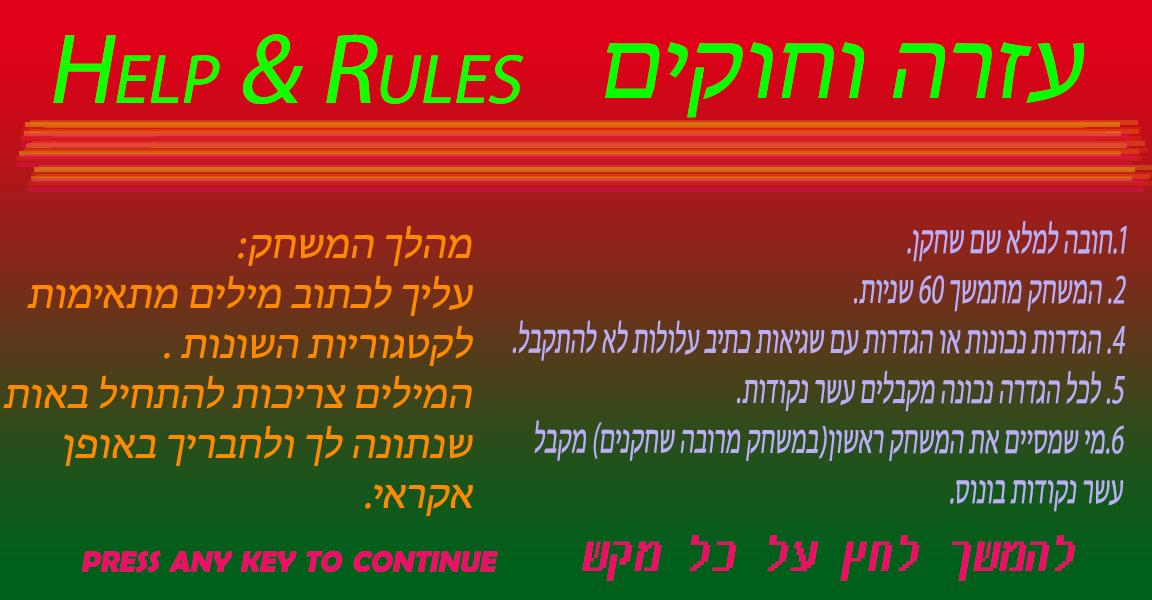 Help & Rules
עזרה וחוקים
1.חובה למלא שם שחקן.
2. המשחק מתמשך 60 שניות.
4. הגדרות נכונות או הגדרות עם שגיאות כתיב עלולות לא להתקבל.
5. לכל הגדרה נכונה מקבלים עשר נקודות.
6.מי שמסיים את המשחק ראשון(במשחק מרובה שחקנים) מקבל
עשר נקודות בונוס.
מהלך המשחק:
עליך לכתוב מילים מתאימות
לקטגוריות השונות .
המילים צריכות להתחיל באות
שנתונה לך ולחבריך באופן
אקראי.
להמשך לחץ על כל מקש
PRESS ANY KEY TO CONTINUE